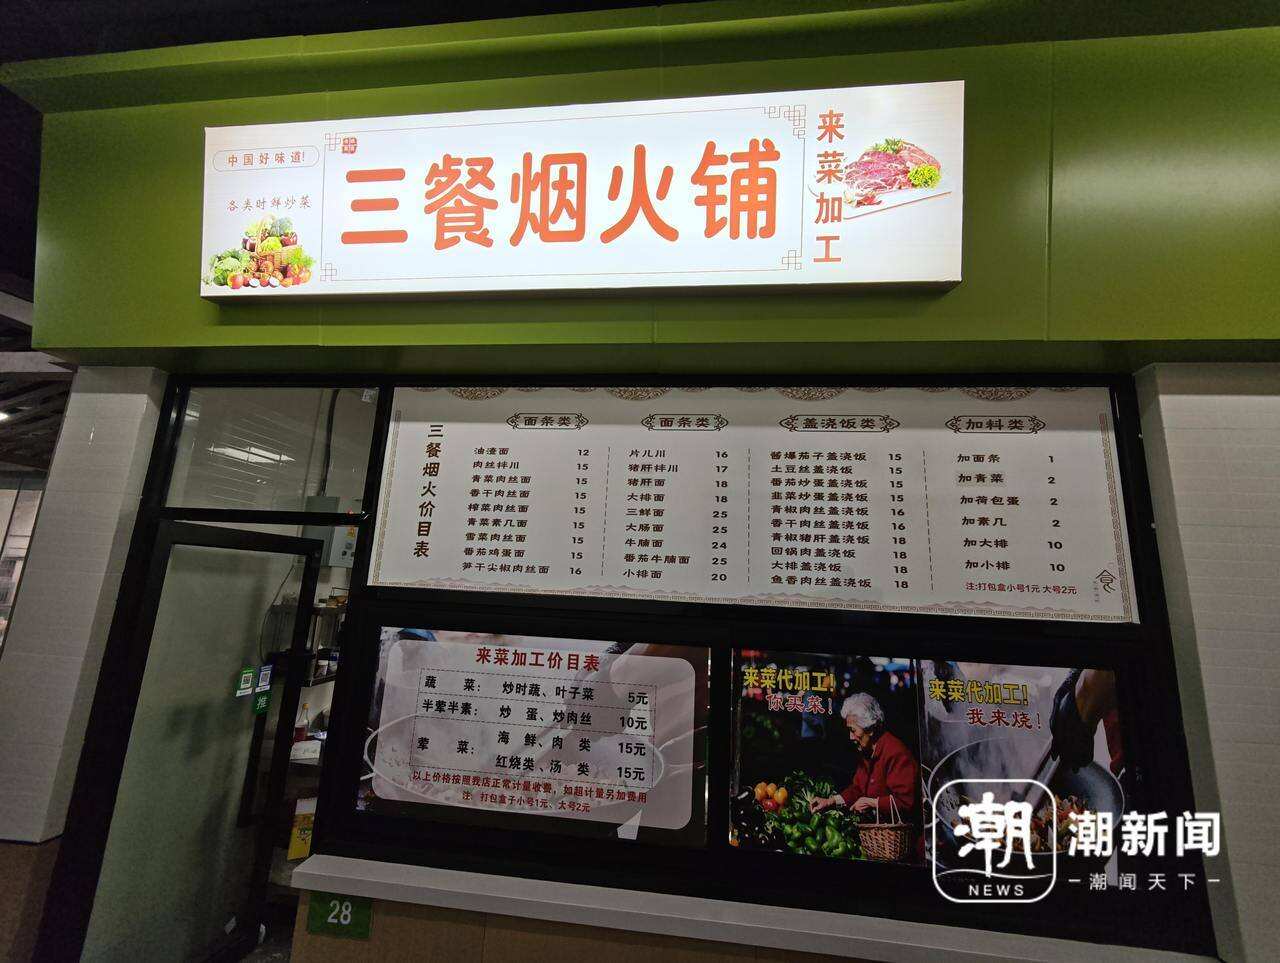 中国好味道!
各类时鲜炒菜
三餐烟火铺
来菜加工
三餐烟火价目表
面条类
油渣面 12
肉丝拌川 15
青菜肉丝面 15
香干肉丝面 15
榨菜肉丝面 15
青菜素几面 15
雪菜肉丝面 15
番茄鸡蛋面 15
笋干尖椒肉丝面 16
面条类
片儿川 16
猪肝拌川 17
猪肝面 18
大排面 18
三鲜面 25
大肠面 25
牛腩面 24
番茄牛腩面 25
小排面 20
盖浇饭类
酱爆茄子盖浇饭 15
土豆丝盖浇饭 15
番茄炒蛋盖浇饭 15
韭菜炒蛋盖浇饭 15
青椒肉丝盖浇饭 16
香干肉丝盖浇饭 16
青椒猪肝盖浇饭 18
回锅肉盖浇饭 18
大排盖浇饭 18
鱼香肉丝盖浇饭 18
加料类
加面条 1
加青菜 2
加荷包蛋 2
加素几 2
加大排 10
加小排 10
注:打包盒小号1元 大号2元
来菜加工价目表
蔬 菜: 炒时蔬、叶子菜 5元
半荤半素: 炒 蛋、炒肉丝 10元
荤 菜: 海 鲜、肉 类 15元
红烧类、汤 类 15元
以上价格按照我店正常计量收费,如超计量另加费用
注: 打包盒子小号1元、大号2元
来菜代加工!
你买菜!
来菜代加工!
我来烧!
推
28
潮
NEWS
潮新闻
潮闻天下